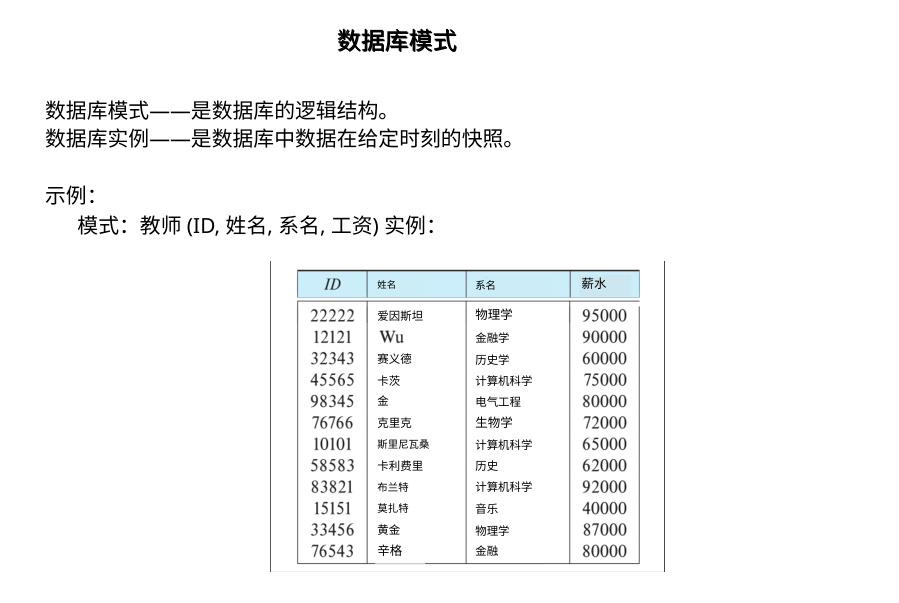 数据库模式
数据库模式——是数据库的逻辑结构。
数据库实例——是数据库中数据在给定时刻的快照。
示例：
模式：教师 (ID, 姓名, 系名, 工资) 实例：
ID 姓名 系名 薪水
22222 爱因斯坦 物理学 95000
12121 Wu 金融学 90000
32343 赛义德 历史学 60000
45565 卡茨 计算机科学 75000
98345 金 电气工程 80000
76766 克里克 生物学 72000
10101 斯里尼瓦桑 计算机科学 65000
58583 卡利费里 历史 62000
83821 布兰特 计算机科学 92000
15151 莫扎特 音乐 40000
33456 黄金 物理学 87000
76543 辛格 金融 80000